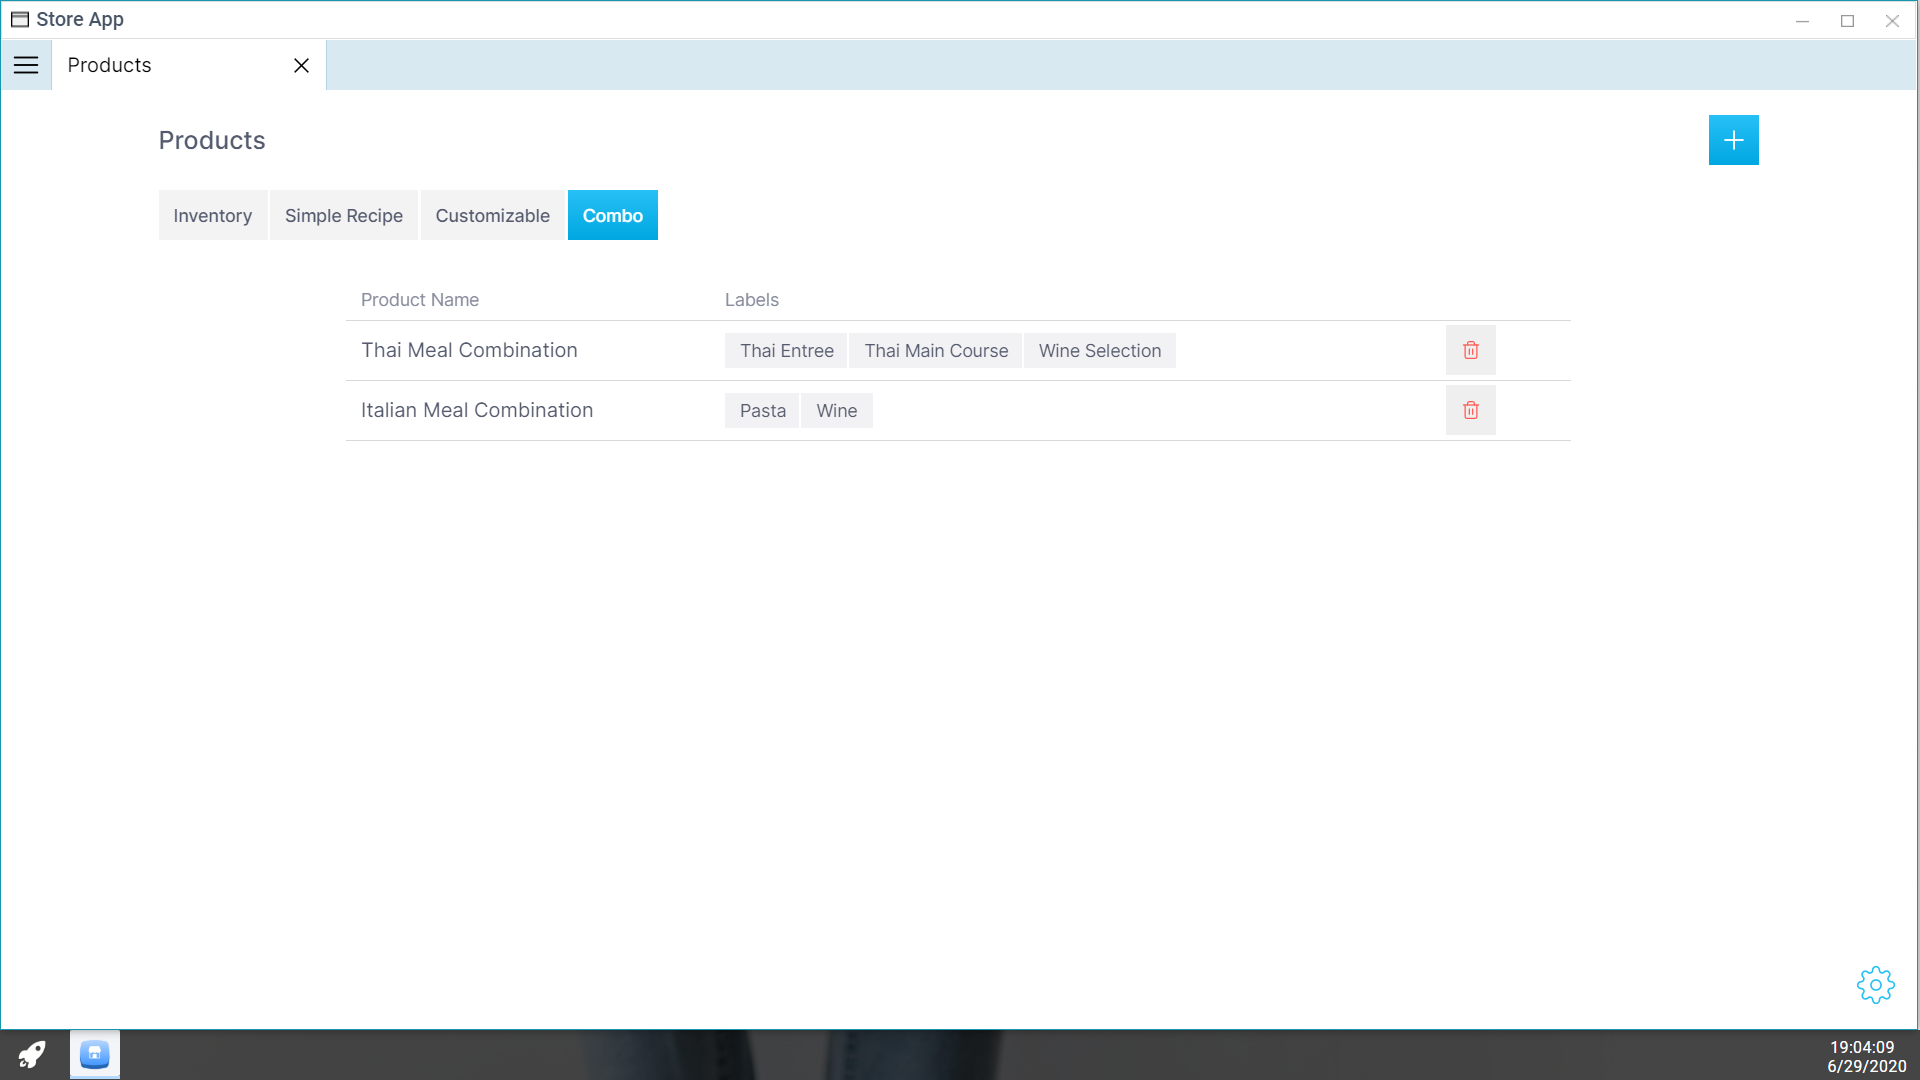 Store App
Products
Products
Inventory Simple Recipe Customizable Combo
Product Name Labels
Thai Meal Combination Thai Entree Thai Main Course Wine Selection
Italian Meal Combination Pasta Wine
19:04:09
6/29/2020